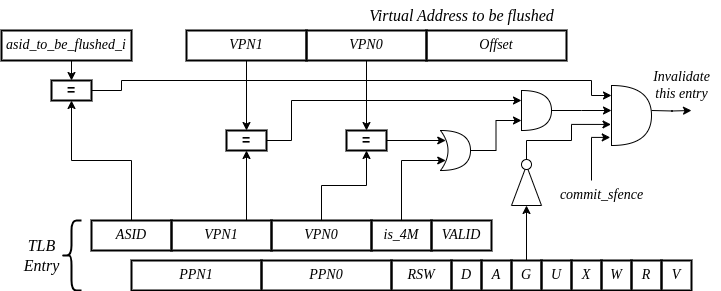 Virtual Address to be flushed
asid_to_be_flushed_i
VPN1 VPN0 Offset
=
Invalidate
this entry
= =
commit_sfence
TLB
Entry
ASID VPN1 VPN0 is_4M VALID
PPN1 PPN0 RSW D A G U X W R V